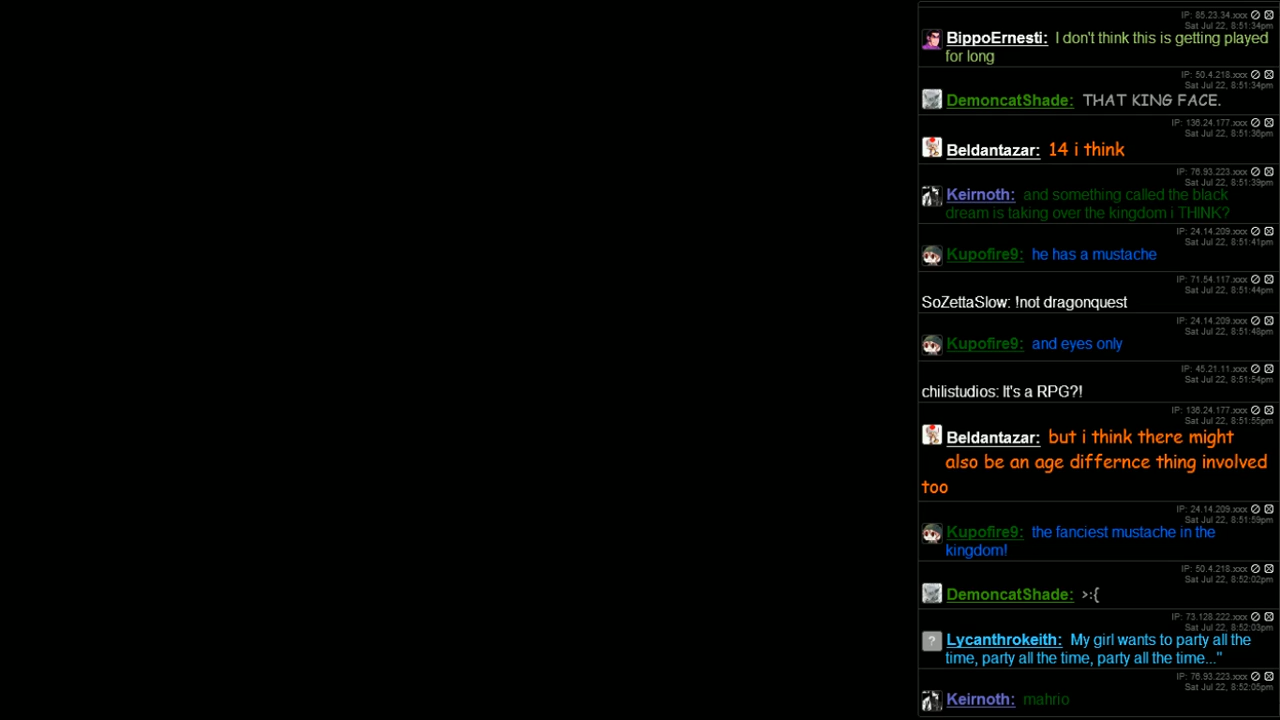 IP: 85.23.34.xxx
Sat Jul 22, 8:51:34pm
BippoErnesti: I don't think this is getting played
for long
IP: 50.4.218.xxx
Sat Jul 22, 8:51:34pm
DemoncatShade: THAT KING FACE.
IP: 136.24.177.xxx
Sat Jul 22, 8:51:36pm
Beldantazar: 14 i think
IP: 76.93.223.xxx
Sat Jul 22, 8:51:39pm
Keirnoth: and something called the black
dream is taking over the kingdom i THINK?
IP: 24.14.209.xxx
Sat Jul 22, 8:51:41pm
Kupofire9: he has a mustache
IP: 71.54.117.xxx
Sat Jul 22, 8:51:44pm
SoZettaSlow: !not dragonquest
IP: 24.14.209.xxx
Sat Jul 22, 8:51:48pm
Kupofire9: and eyes only
IP: 45.21.11.xxx
Sat Jul 22, 8:51:54pm
chilistudios: It's a RPG?!
IP: 136.24.177.xxx
Sat Jul 22, 8:51:55pm
Beldantazar: but i think there might
also be an age differnce thing involved
too
IP: 24.14.209.xxx
Sat Jul 22, 8:51:59pm
Kupofire9: the fanciest mustache in the
kingdom!
IP: 50.4.218.xxx
Sat Jul 22, 8:52:02pm
DemoncatShade: >:{
IP: 73.128.222.xxx
Sat Jul 22, 8:52:03pm
Lycanthrokeith: My girl wants to party all the
time, party all the time, party all the time..."
IP: 76.93.223.xxx
Sat Jul 22, 8:52:05pm
Keirnoth: mahrio